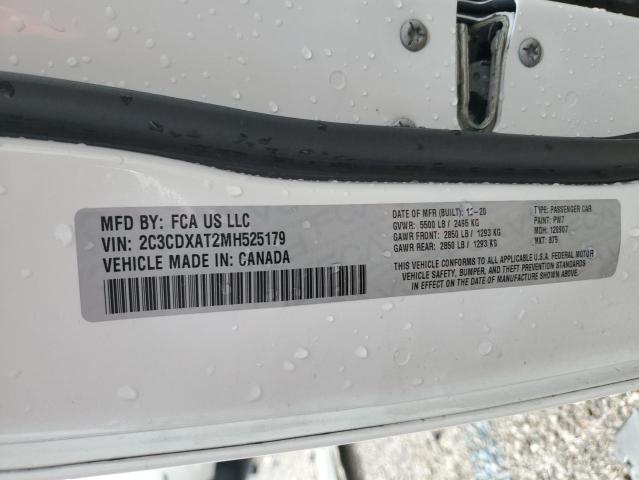 MFD BY: FCA US LLC
VIN: 2C3CDXAT2MH525179
VEHICLE MADE IN: CANADA
DATE OF MFR (BUILT): 12-20
GVWR: 5500 LB / 2495 KG
GAWR FRONT: 2850 LB / 1293 KG
GAWR REAR: 2850 LB / 1293 KG
TYPE: PASSENGER CAR
PAINT: PW7
MDH: 120907
VKT: 879
THIS VEHICLE CONFORMS TO ALL APPLICABLE U.S.A. FEDERAL MOTOR
VEHICLE SAFETY, BUMPER, AND THEFT PREVENTION STANDARDS
IN EFFECT ON THE DATE OF MANUFACTURE SHOWN ABOVE.